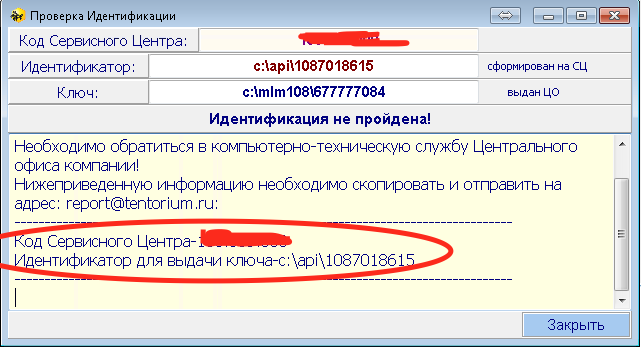 Проверка Идентификации
Код Сервисного Центра:
Идентификатор: c:\api\1087018615 сформирован на СЦ
Ключ: c:\mlm108\677777084 выдан ЦО
Идентификация не пройдена!
Необходимо обратиться в компьютерно-техническую службу Центрального
офиса компании!
Нижеприведенную информацию необходимо скопировать и отправить на
адрес: report@tentorium.ru:
--------------------------------------------------------------------------------
Код Сервисного Центра-
Идентификатор для выдачи ключа-c:\api\1087018615
--------------------------------------------------------------------------------
Закрыть